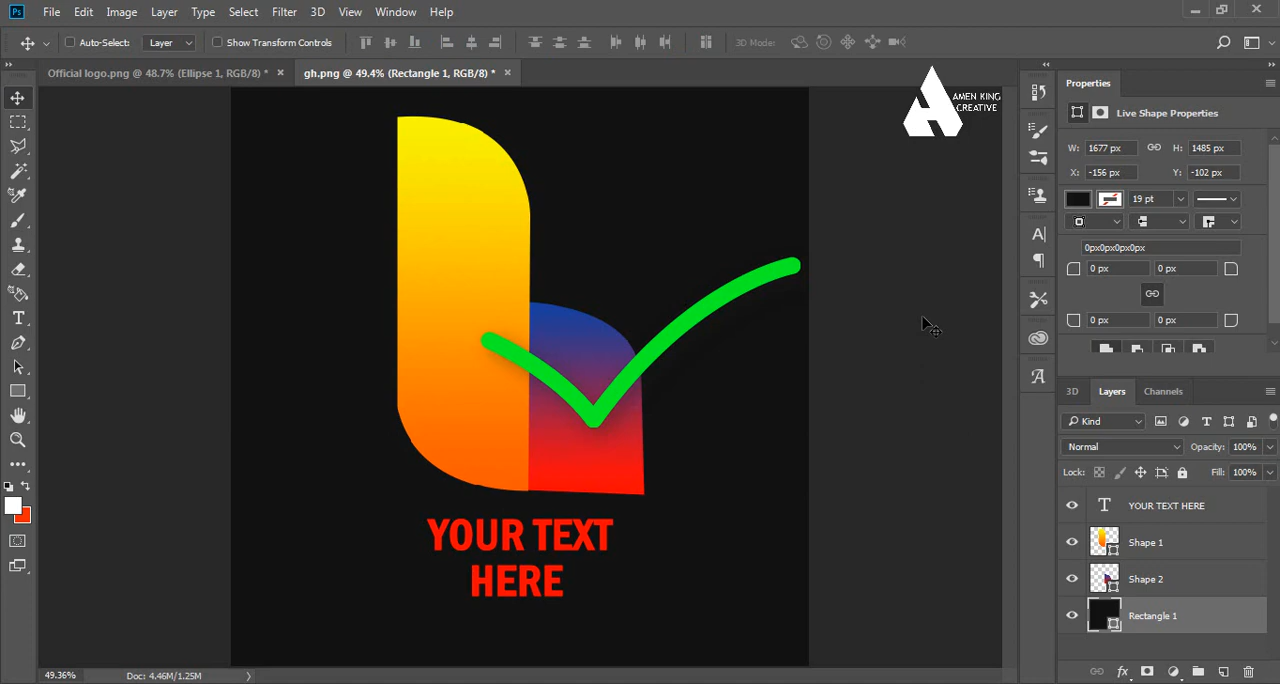 Ps File Edit Image Layer Type Select Filter 3D View Window Help
Auto-Select: Layer Show Transform Controls 3D Mode:
Official logo.png @ 48.7% (Ellipse 1, RGB/8) * × gh.png @ 49.4% (Rectangle 1, RGB/8) * ×
AMEN KING
CREATIVE
YOUR TEXT
HERE
49.36% Doc: 4.46M/1.25M
Properties
Live Shape Properties
W: 1677 px H: 1485 px
X: -156 px Y: -102 px
19 pt
0px0px0px0px
0 px 0 px
0 px 0 px
3D Layers Channels
Kind
Normal Opacity: 100%
Lock: Fill: 100%
T YOUR TEXT HERE
Shape 1
Shape 2
Rectangle 1
fx